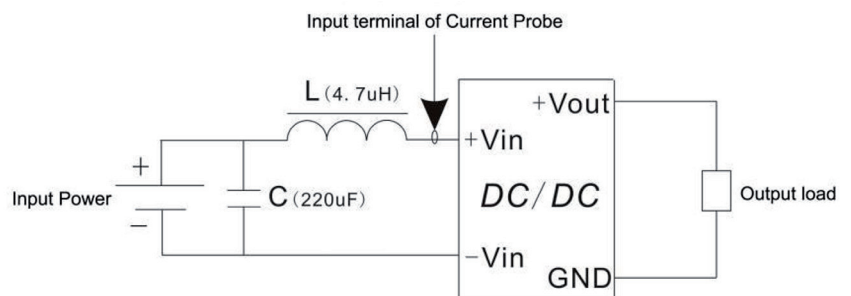 Input terminal of Current Probe
L(4.7uH)
+Vout
+Vin
+
Input Power
C(220uF)
DC/DC
Output load
−
−Vin
GND